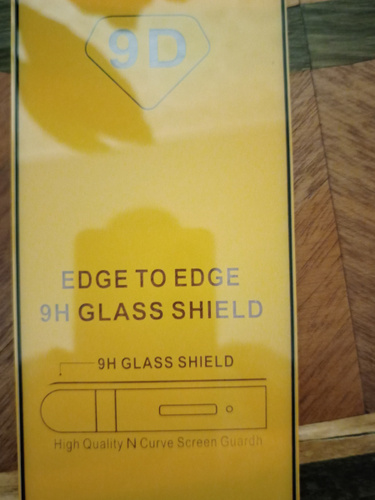 9D
EDGE TO EDGE
9H GLASS SHIELD
9H GLASS SHIELD
High Quality N Curve Screen Guardh